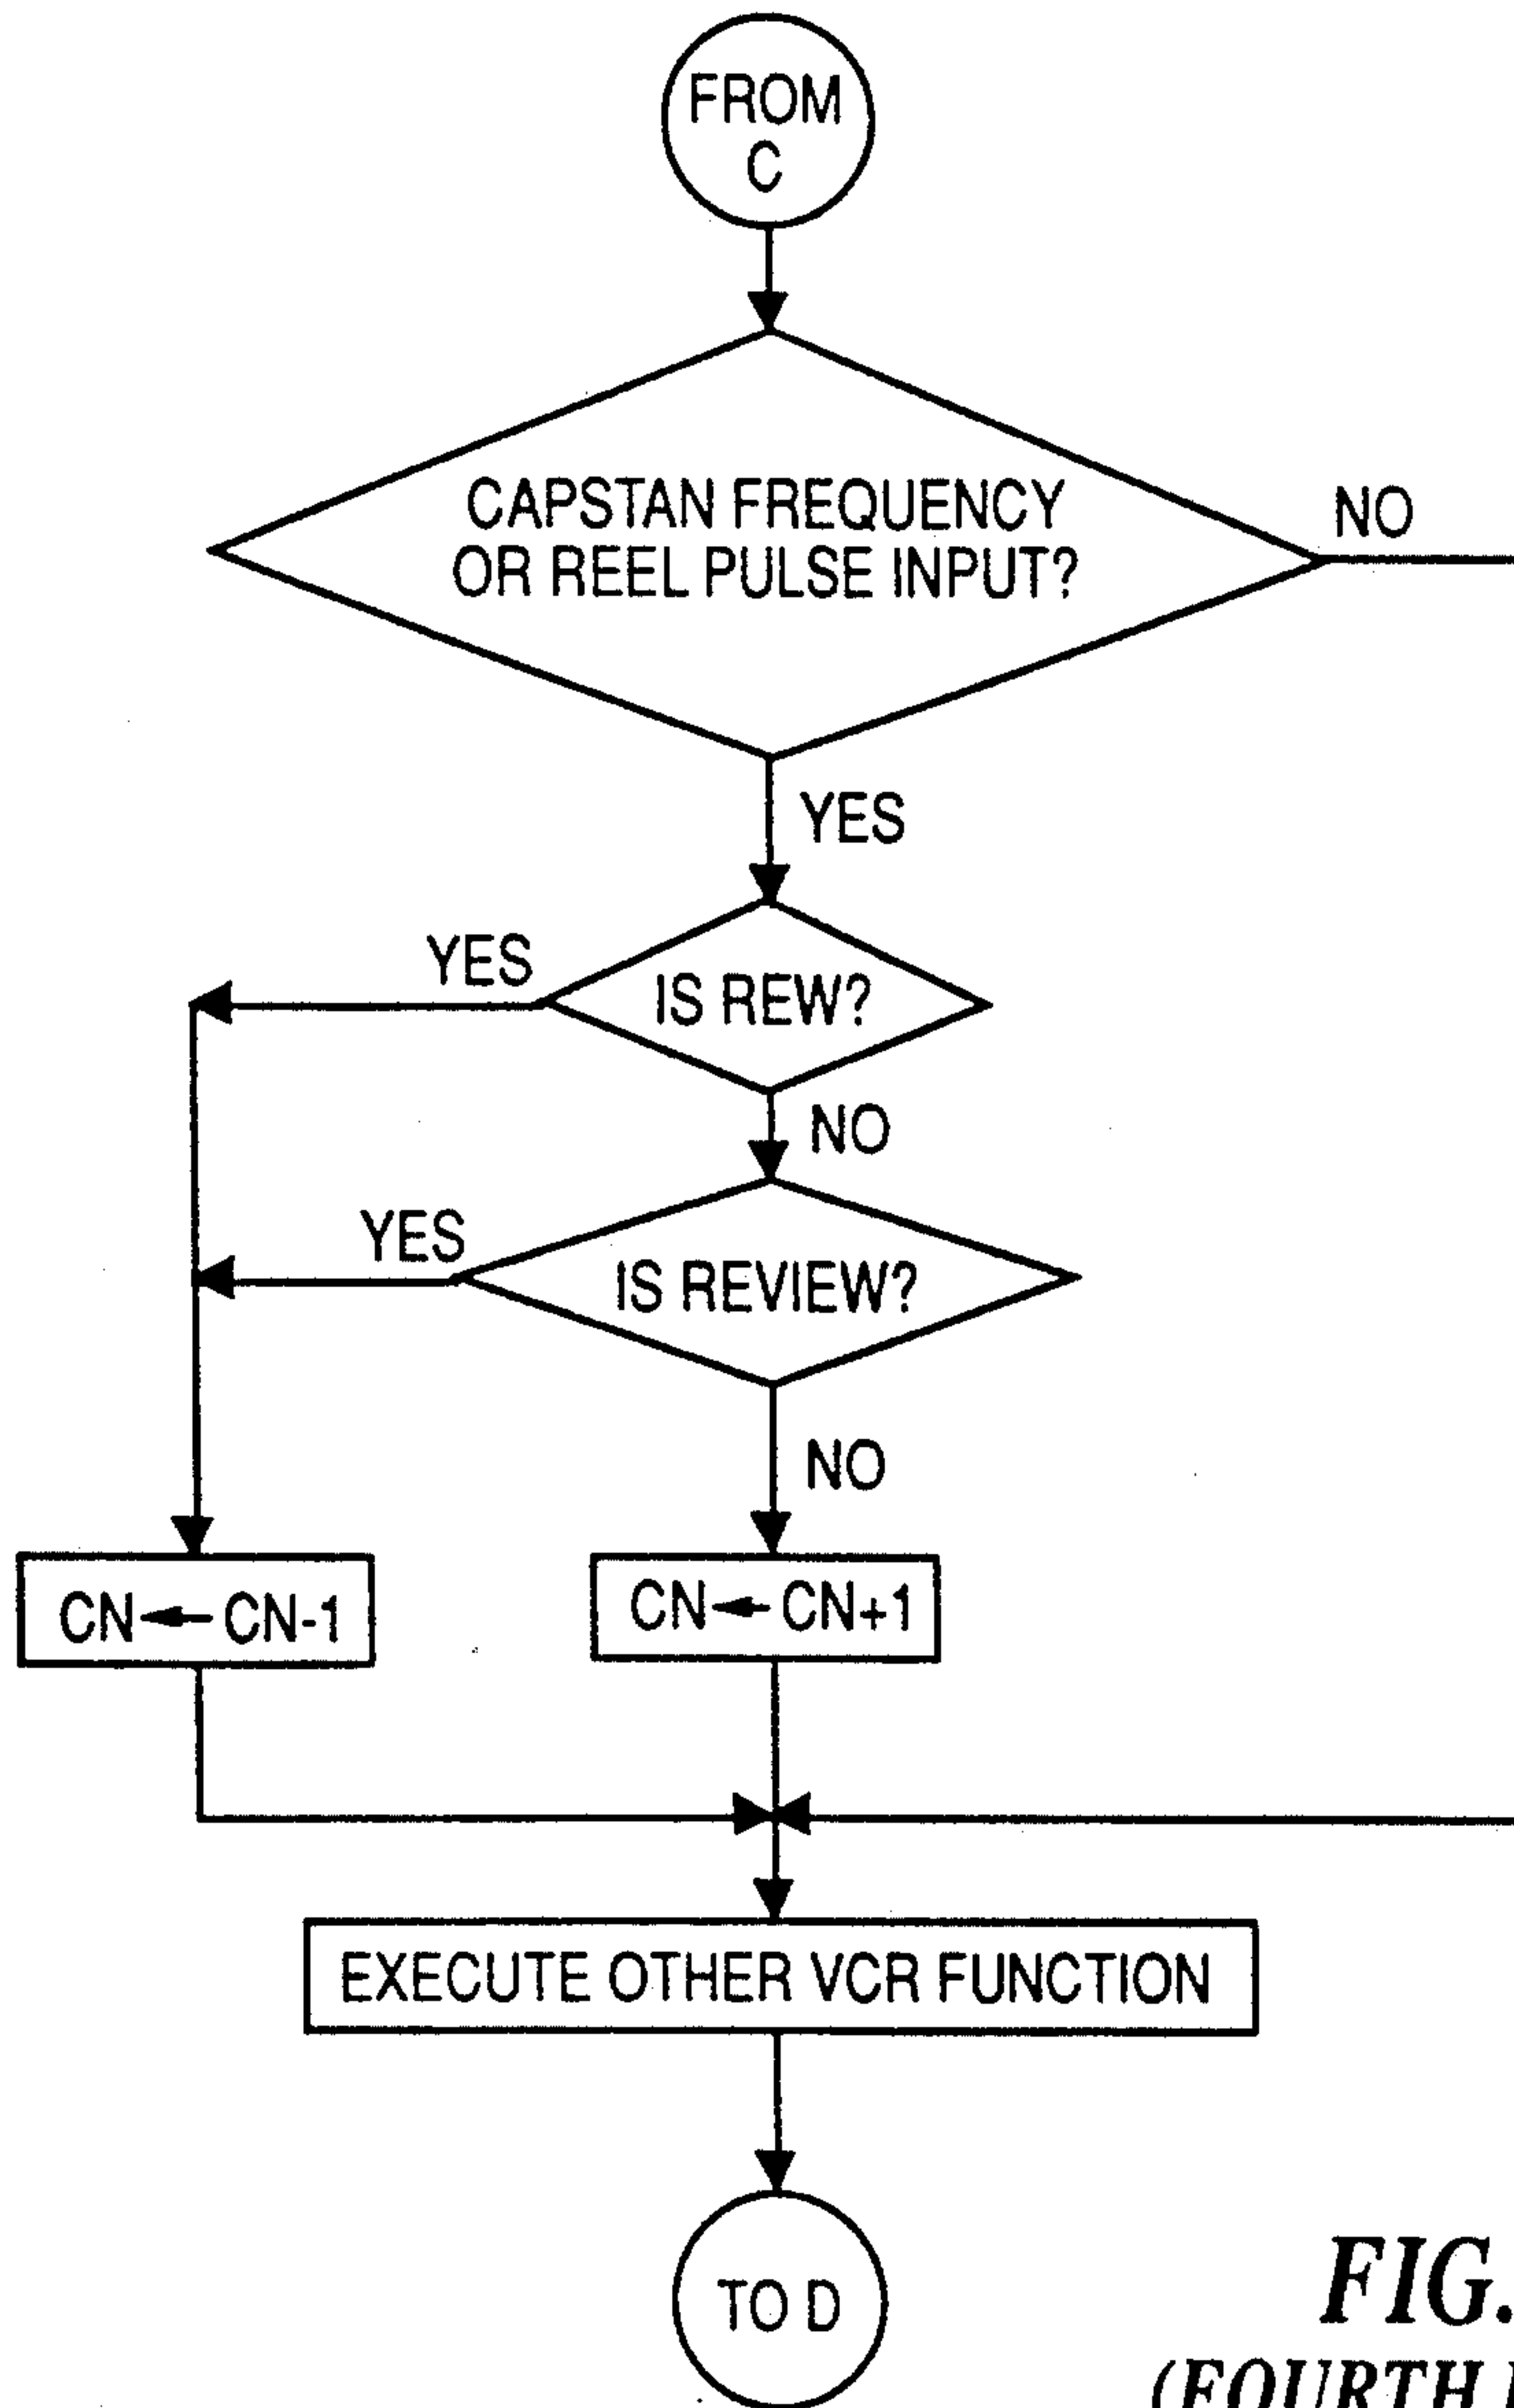 FROM
C
CAPSTAN FREQUENCY
OR REEL PULSE INPUT?
NO
YES
YES
IS REW?
NO
YES
IS REVIEW?
NO
CN ← CN-1
CN ← CN+1
EXECUTE OTHER VCR FUNCTION
TO D
FIG.
(FOURTH